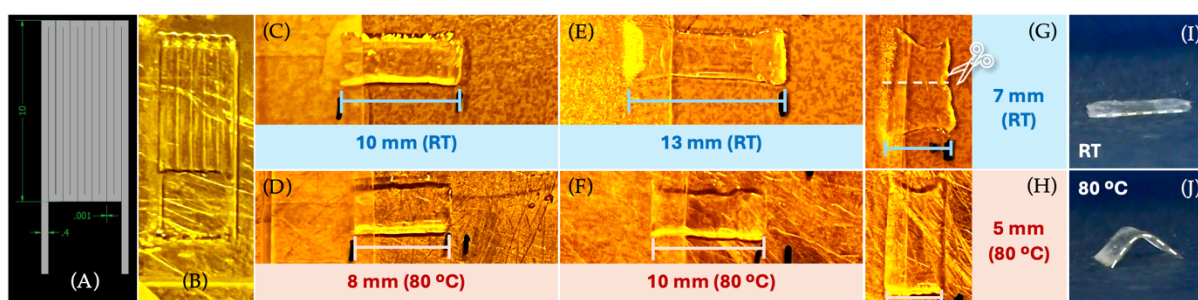 10
.001
.4
(A)
(B)
(C)
10 mm (RT)
(D)
8 mm (80 ºC)
(E)
13 mm (RT)
(F)
10 mm (80 ºC)
(G)
7 mm
(RT)
(H)
5 mm
(80 ºC)
(I)
RT
80 ºC
(J)